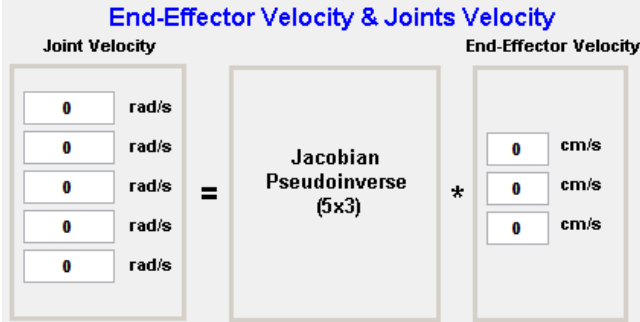 End-Effector Velocity & Joints Velocity
Joint Velocity
End-Effector Velocity
0 rad/s
0 rad/s
0 rad/s
0 rad/s
0 rad/s
=
Jacobian
Pseudoinverse
(5x3)
*
0 cm/s
0 cm/s
0 cm/s